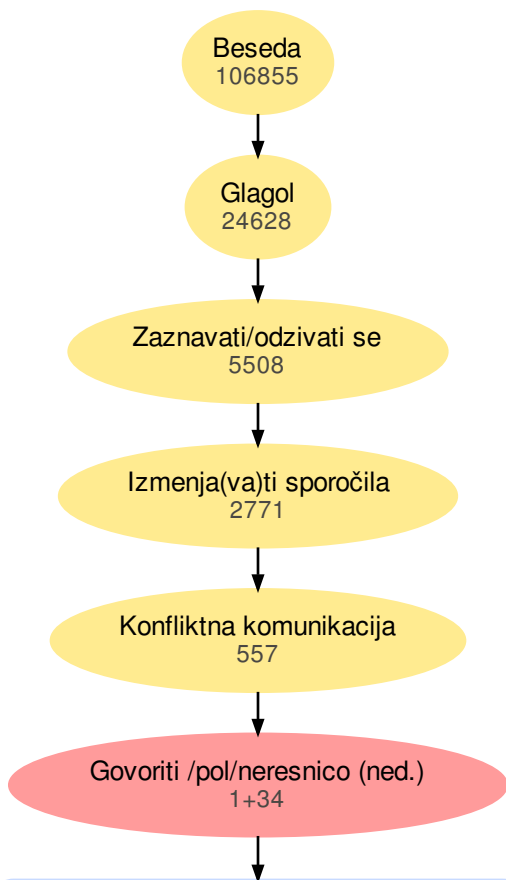 Beseda
106855
Glagol
24628
Zaznavati/odzivati se
5508
Izmenja(va)ti sporočila
2771
Konfliktna komunikacija
557
Govoriti /pol/neresnico (ned.)
1+34